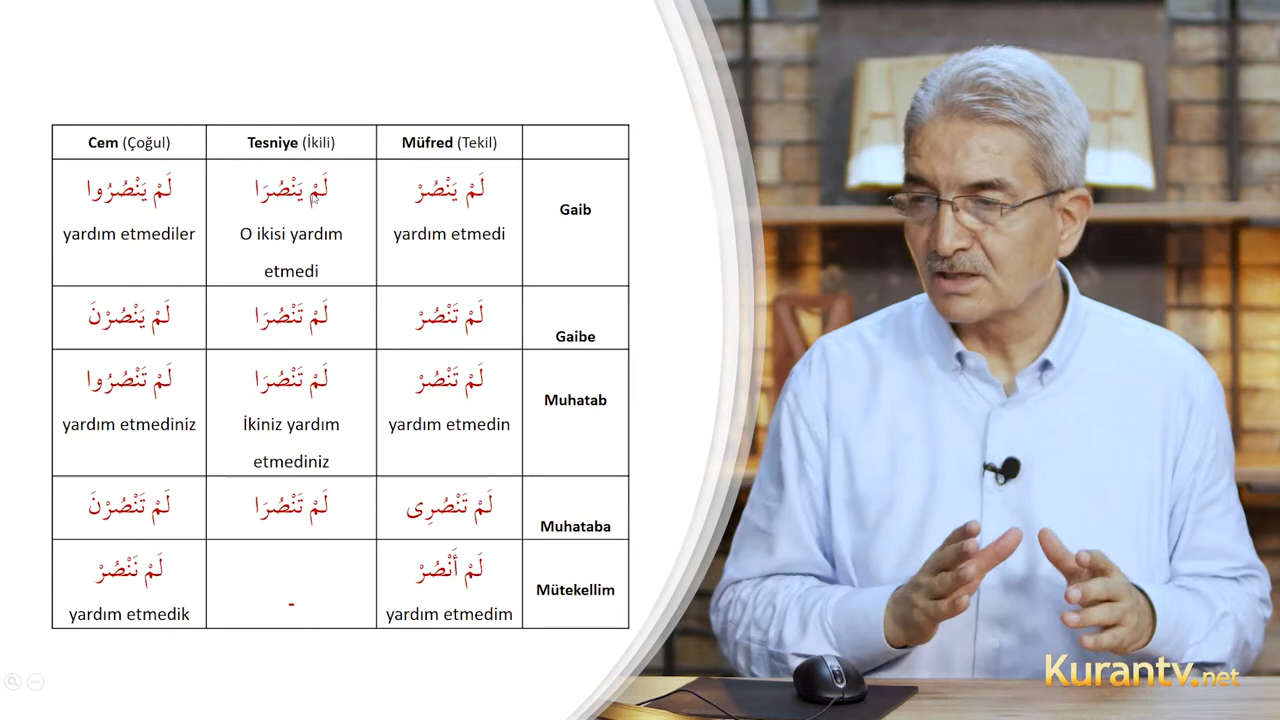 Cem (Çoğul) Tesniye (İkili) Müfred (Tekil)
لَمْ يَنْصُرُوا لَمْ يَنْصُرَا لَمْ يَنْصُرْ Gaib
yardım etmediler O ikisi yardım yardım etmedi
etmedi
لَمْ يَنْصُرْنَ لَمْ تَنْصُرَا لَمْ تَنْصُرْ Gaibe
لَمْ تَنْصُرُوا لَمْ تَنْصُرَا لَمْ تَنْصُرْ Muhatab
yardım etmediniz İkiniz yardım yardım etmedin
etmediniz
لَمْ تَنْصُرْنَ لَمْ تَنْصُرَا لَمْ تَنْصُرِى Muhataba
لَمْ نَنْصُرْ - لَمْ أَنْصُرْ Mütekellim
yardım etmedik yardım etmedim
Kurantv.net